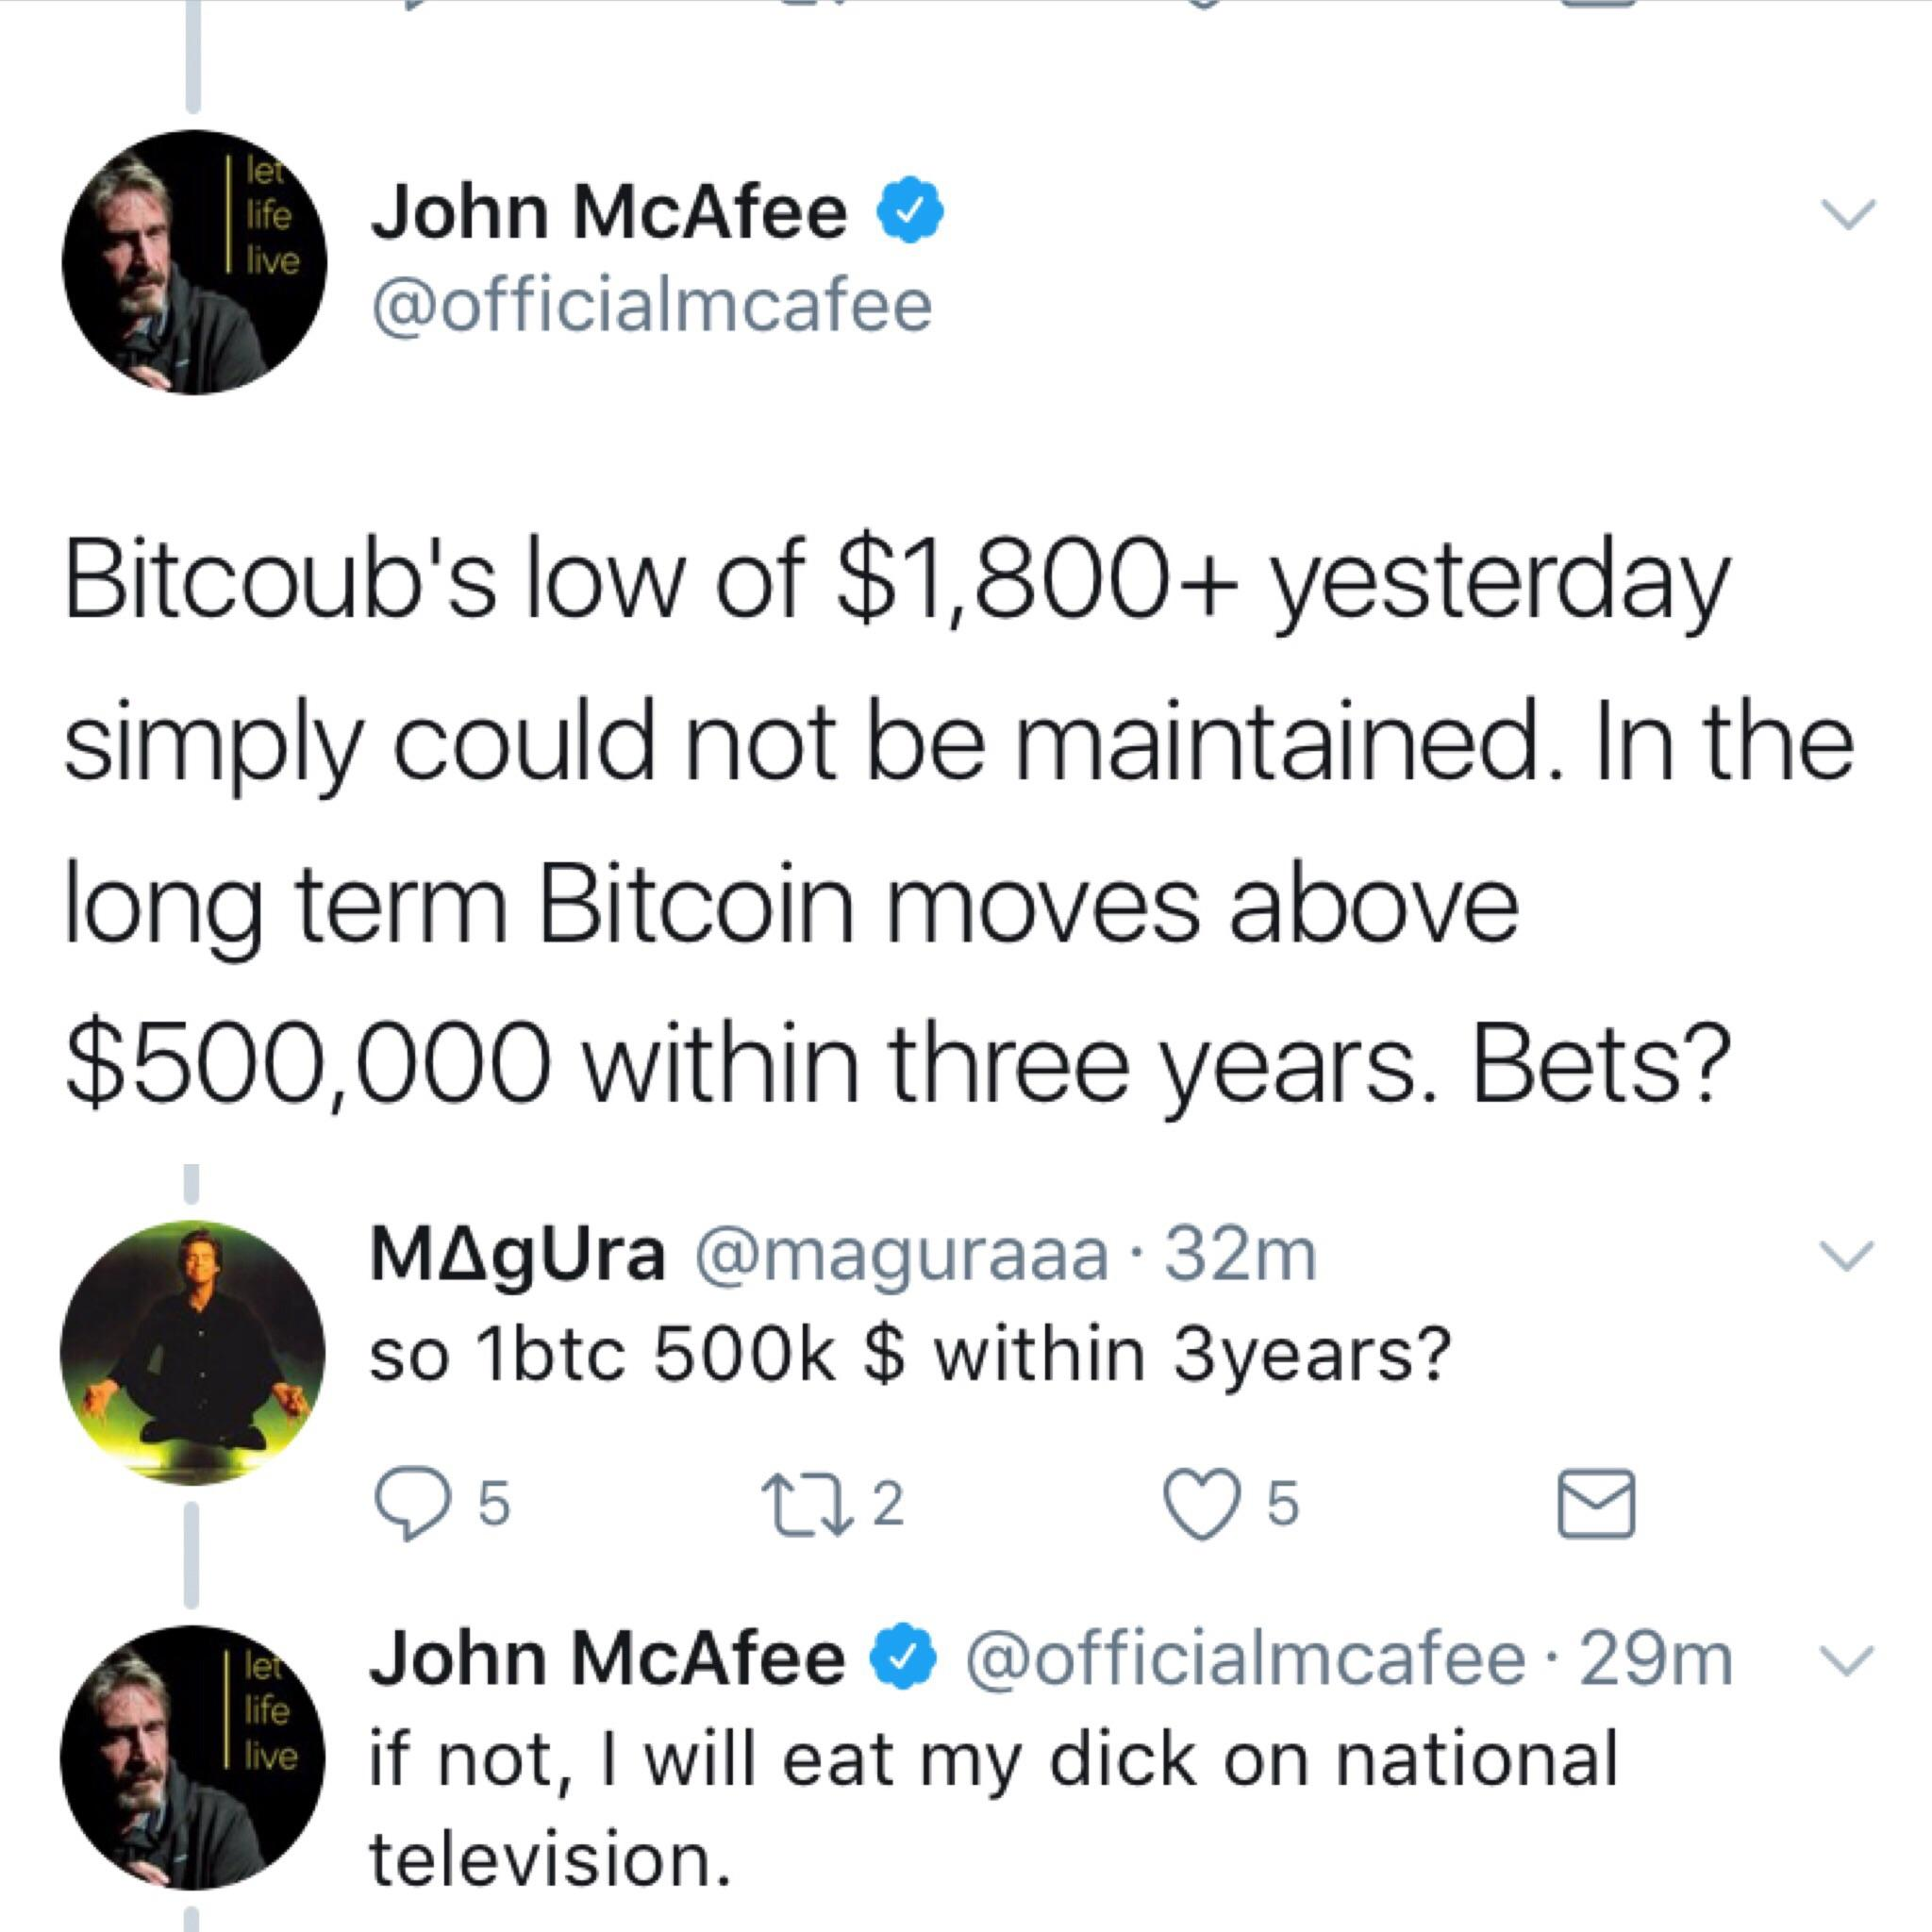 let
life
live
John McAfee
@officialmcafee
Bitcoub's low of $1,800+ yesterday
simply could not be maintained. In the
long term Bitcoin moves above
$500,000 within three years. Bets?
MΔgUra @maguraaa · 32m
so 1btc 500k $ within 3years?
5 2 5
let
life
live
John McAfee @officialmcafee · 29m
if not, I will eat my dick on national
television.